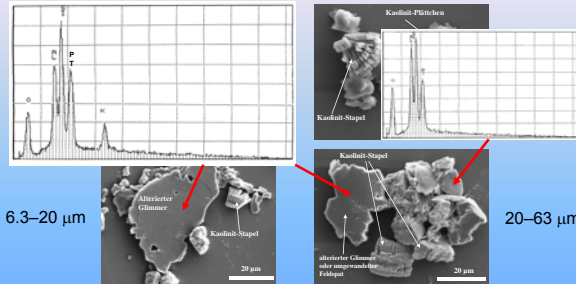 Kaolinit-Plättchen
P
T
O
K
Kaolinit-Stapel
O
Kaolinit-Stapel
Alterierter
Glimmer
6.3–20 μm
Kaolinit-Stapel
20–63 μm
alterierter Glimmer
oder umgewandelter
Feldspat
20 μm
20 μm